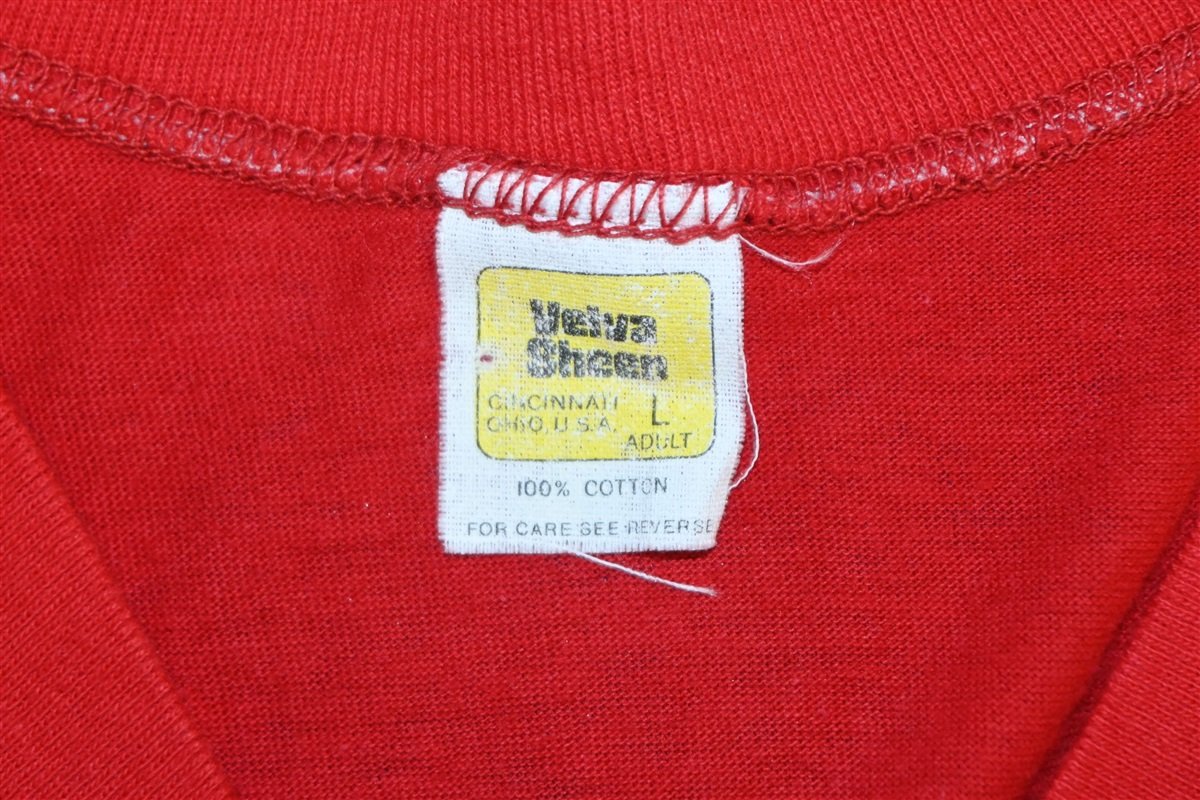 Velva
Sheen
CINCINNATI
OHIO, U.S.A.
L
ADULT
100% COTTON
FOR CARE SEE REVERSE